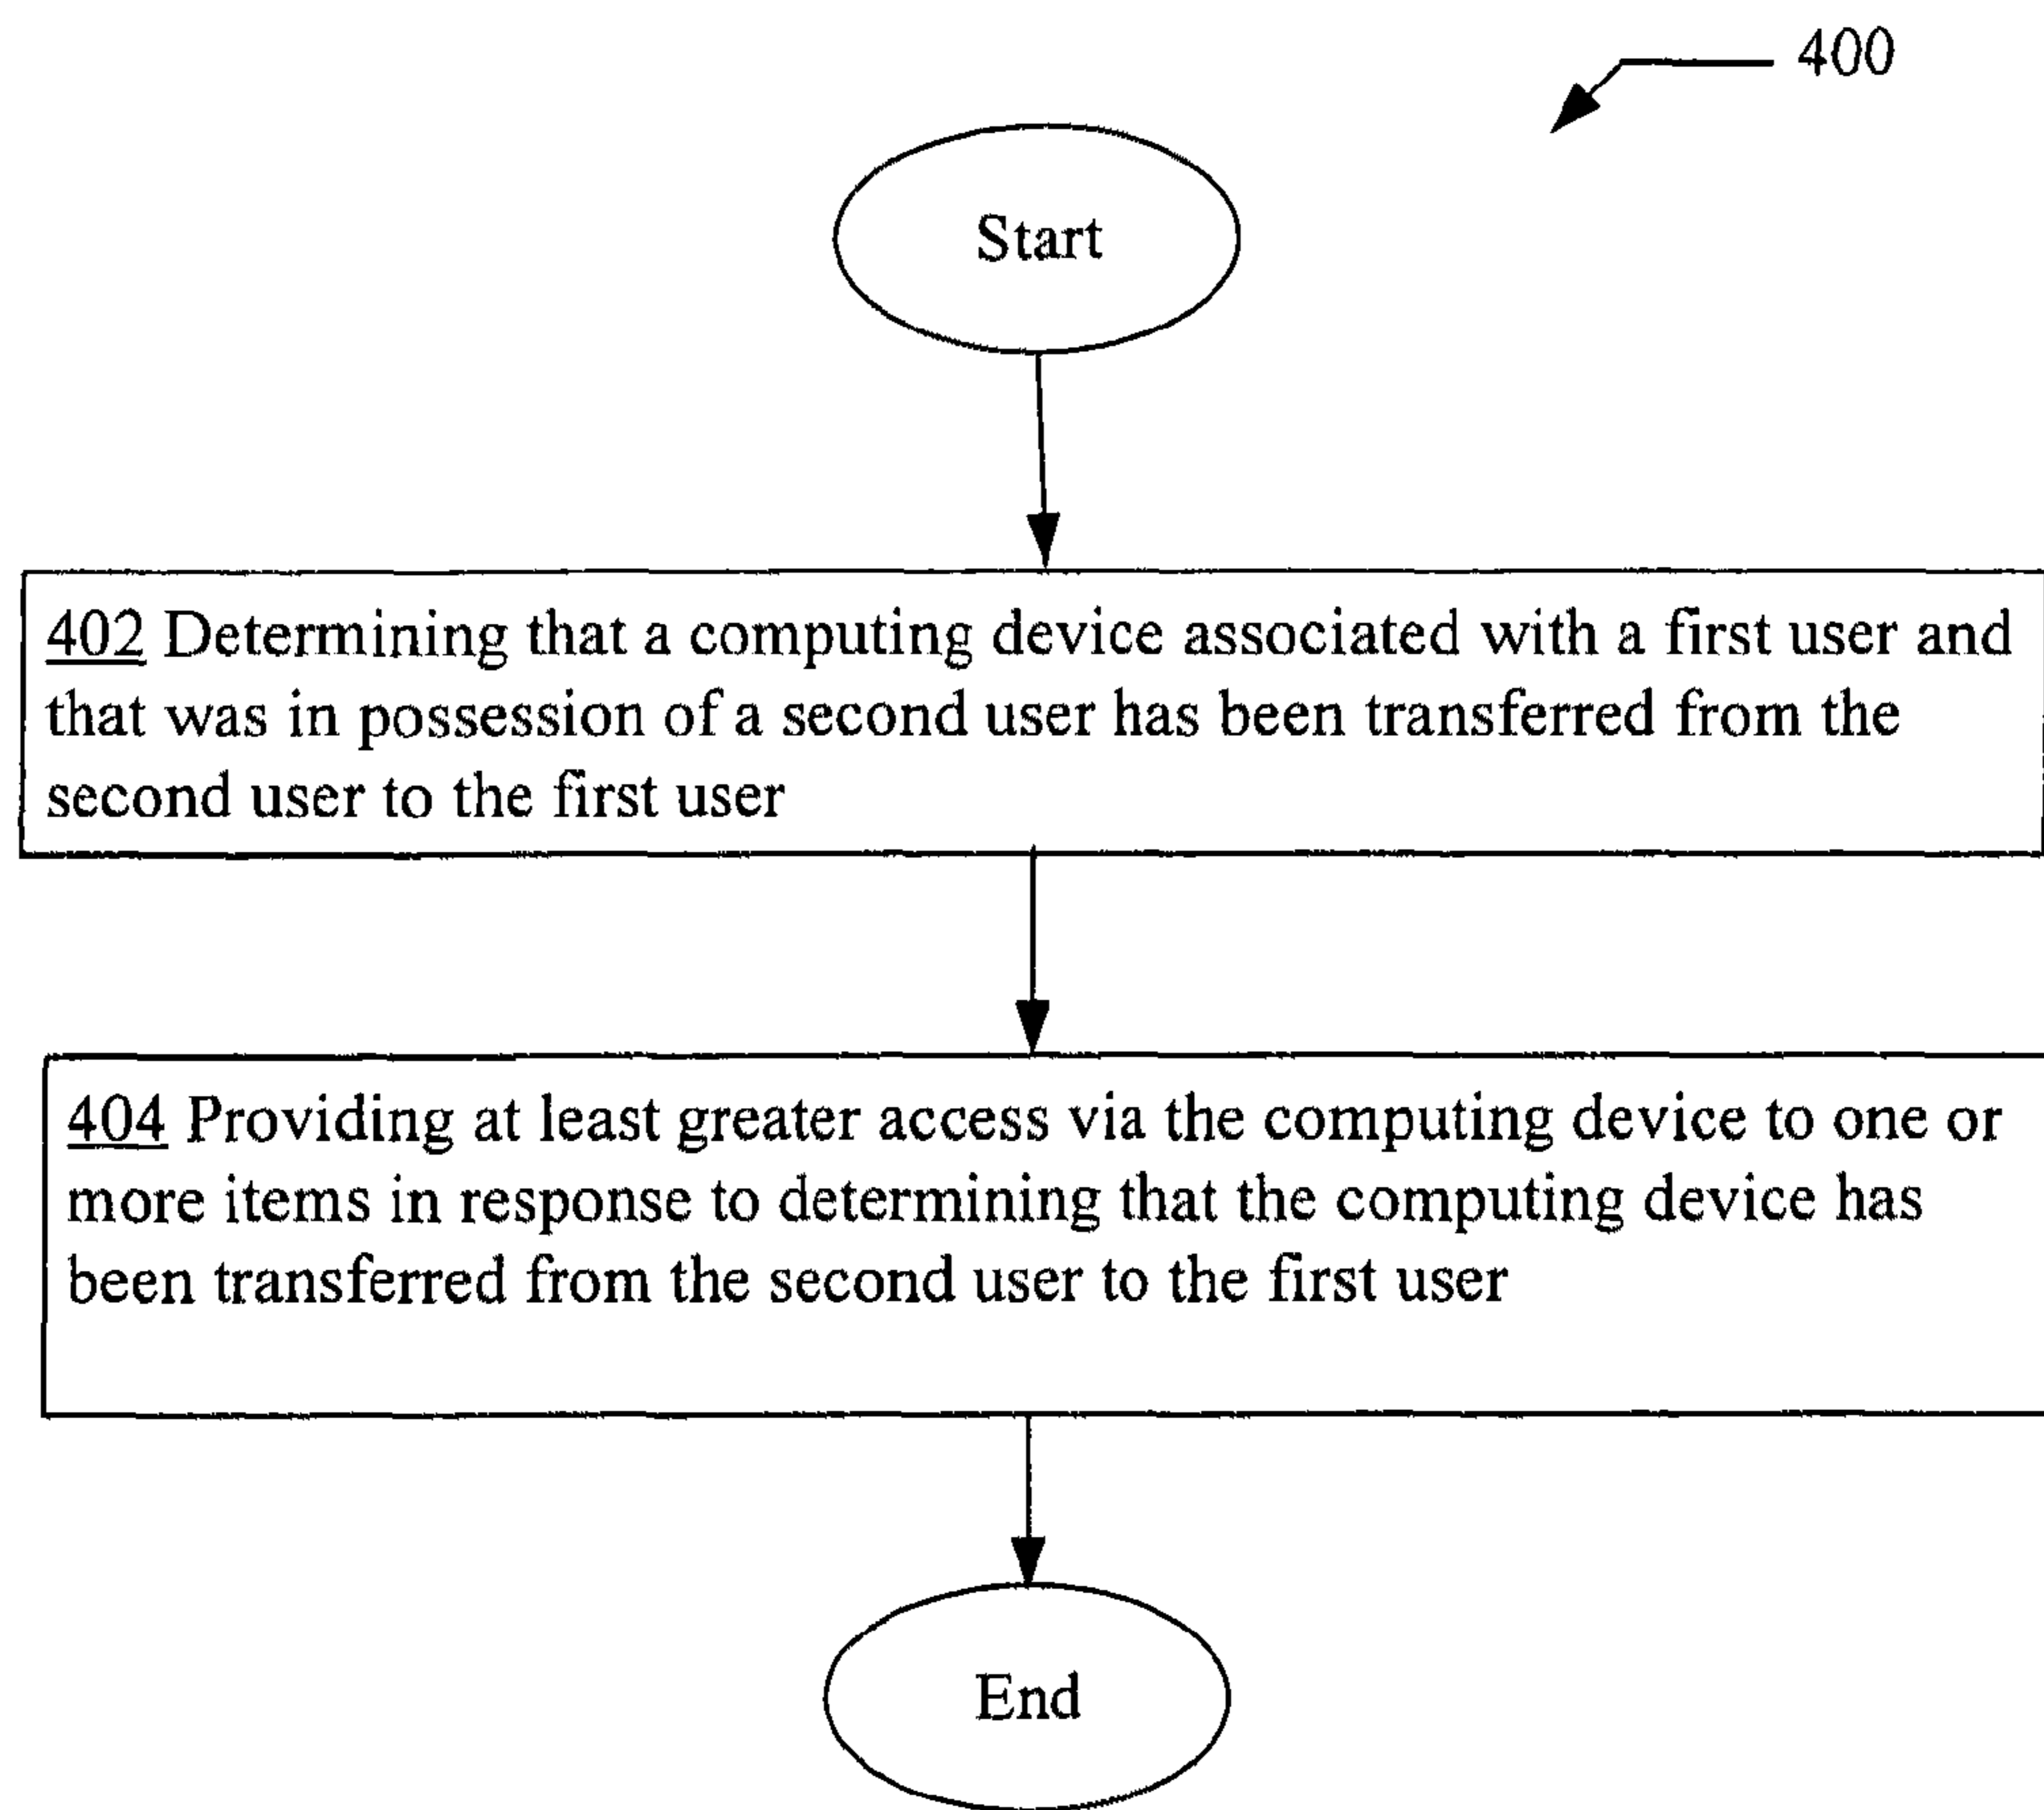 400
Start
402 Determining that a computing device associated with a first user and
that was in possession of a second user has been transferred from the
second user to the first user
404 Providing at least greater access via the computing device to one or
more items in response to determining that the computing device has
been transferred from the second user to the first user
End